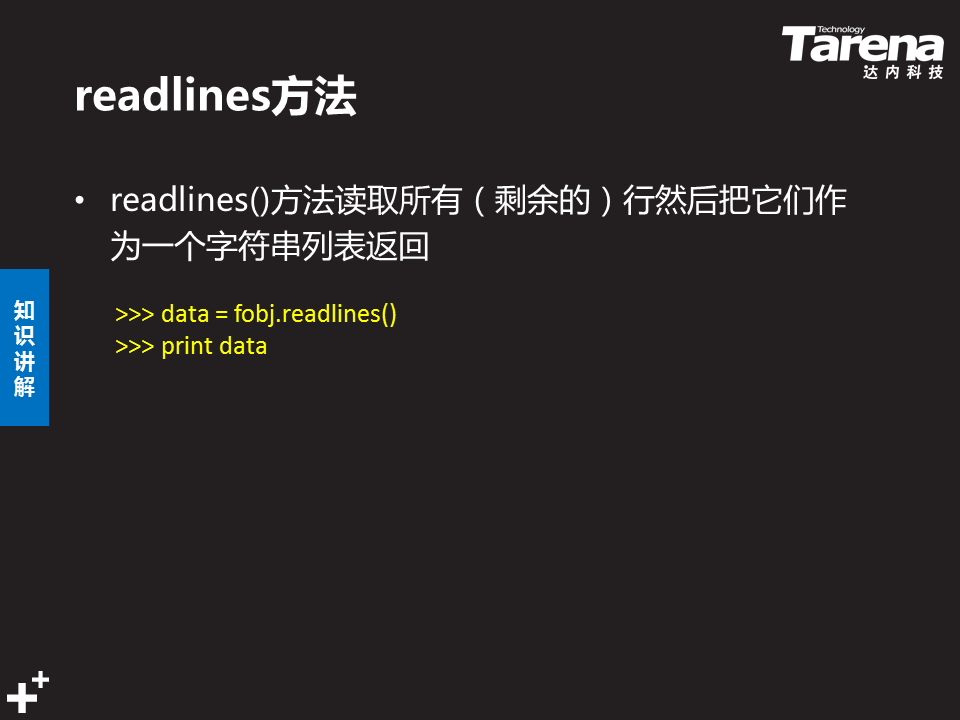 Technology
Tarena
达内科技
readlines方法
• readlines()方法读取所有（剩余的）行然后把它们作
为一个字符串列表返回
知
识
讲
解
>>> data = fobj.readlines()
>>> print data